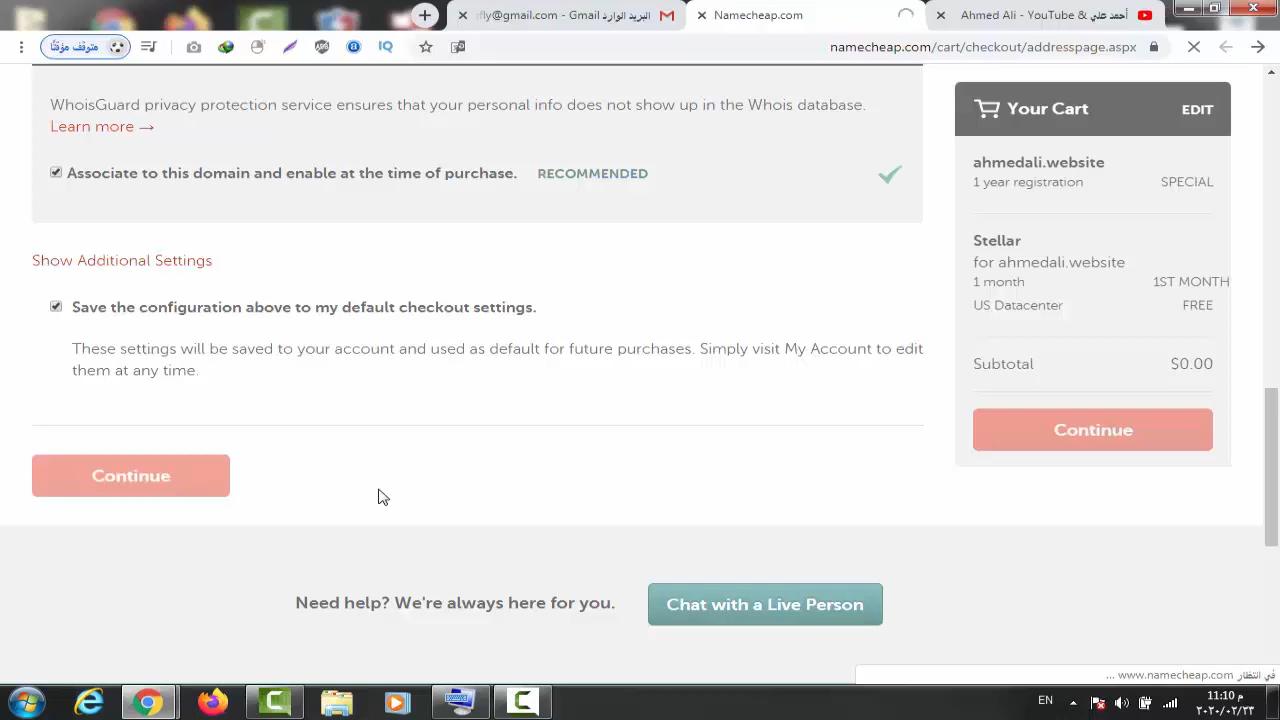 lly@gmail.com - Gmail البريد الوارد
Namecheap.com
Ahmed Ali - YouTube & أحمد علي
متوقف مؤقتًا
namecheap.com/cart/checkout/addresspage.aspx
WhoisGuard privacy protection service ensures that your personal info does not show up in the Whois database.
Learn more →
Associate to this domain and enable at the time of purchase. RECOMMENDED
Show Additional Settings
Save the configuration above to my default checkout settings.
These settings will be saved to your account and used as default for future purchases. Simply visit My Account to edit
them at any time.
Continue
Your Cart EDIT
ahmedali.website
1 year registration SPECIAL
Stellar
for ahmedali.website
1 month 1ST MONTH
US Datacenter FREE
Subtotal $0.00
Continue
Need help? We're always here for you. Chat with a Live Person
في انتظار www.namecheap.com ...
EN
11:10 م
٢٠٢٠/٠٢/٢٣